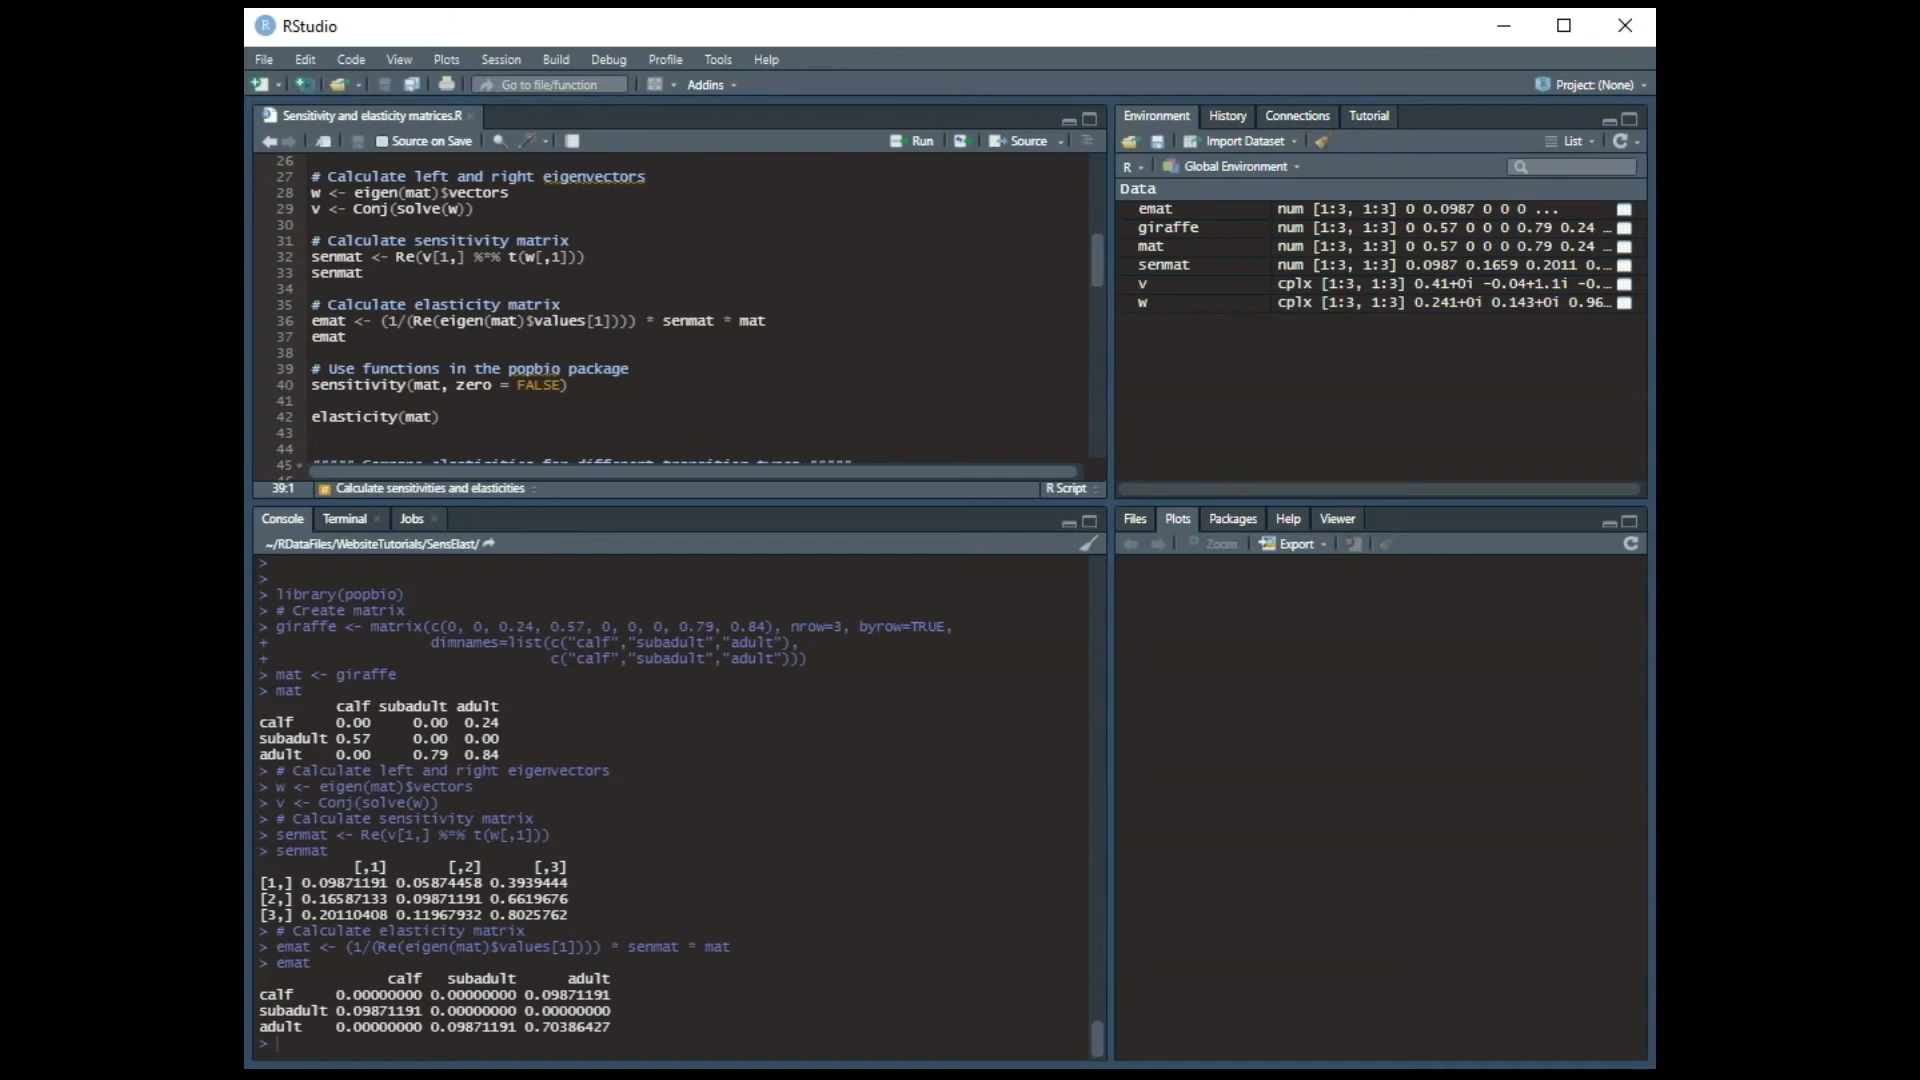 RStudio
File Edit Code View Plots Session Build Debug Profile Tools Help
Go to file/function Addins Project: (None)
Sensitivity and elasticity matrices.R
Source on Save Run Source
26
27 # Calculate left and right eigenvectors
28 w <- eigen(mat)$vectors
29 v <- Conj(solve(w))
30
31 # Calculate sensitivity matrix
32 senmat <- Re(v[1,] %*% t(w[,1]))
33 senmat
34
35 # Calculate elasticity matrix
36 emat <- (1/(Re(eigen(mat)$values[1]))) * senmat * mat
37 emat
38
39 # Use functions in the popbio package
40 sensitivity(mat, zero = FALSE)
41
42 elasticity(mat)
43
44
45
39:1 # Calculate sensitivities and elasticities R Script
Console Terminal Jobs
~/RDataFiles/WebsiteTutorials/SensElast/
>
>
> library(popbio)
> # Create matrix
> giraffe <- matrix(c(0, 0, 0.24, 0.57, 0, 0, 0, 0.79, 0.84), nrow=3, byrow=TRUE,
+ dimnames=list(c("calf","subadult","adult"),
+ c("calf","subadult","adult")))
> mat <- giraffe
> mat
calf subadult adult
calf 0.00 0.00 0.24
subadult 0.57 0.00 0.00
adult 0.00 0.79 0.84
> # Calculate left and right eigenvectors
> w <- eigen(mat)$vectors
> v <- Conj(solve(w))
> # Calculate sensitivity matrix
> senmat <- Re(v[1,] %*% t(w[,1]))
> senmat
[,1] [,2] [,3]
[1,] 0.09871191 0.05874458 0.3939444
[2,] 0.16587133 0.09871191 0.6619676
[3,] 0.20110408 0.11967932 0.8025762
> # Calculate elasticity matrix
> emat <- (1/(Re(eigen(mat)$values[1]))) * senmat * mat
> emat
calf subadult adult
calf 0.00000000 0.00000000 0.09871191
subadult 0.09871191 0.00000000 0.00000000
adult 0.00000000 0.09871191 0.70386427
>
Environment History Connections Tutorial
Import Dataset List
R Global Environment
Data
emat num [1:3, 1:3] 0 0.0987 0 0 0 ...
giraffe num [1:3, 1:3] 0 0.57 0 0 0 0.79 0.24 …
mat num [1:3, 1:3] 0 0.57 0 0 0 0.79 0.24 …
senmat num [1:3, 1:3] 0.0987 0.1659 0.2011 0.…
v cplx [1:3, 1:3] 0.41+0i -0.04+1.1i -0.…
w cplx [1:3, 1:3] 0.241+0i 0.143+0i 0.96…
Files Plots Packages Help Viewer
Zoom Export